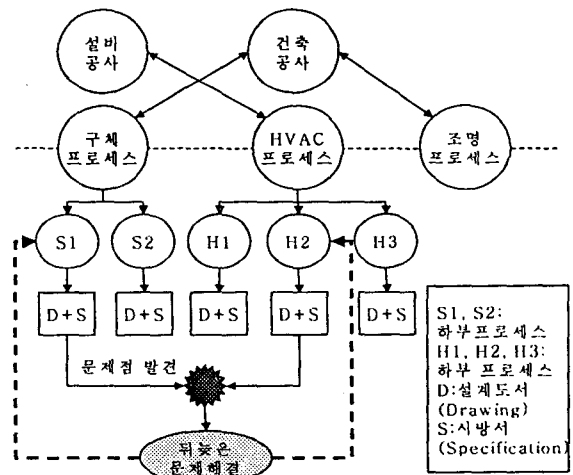 설비
공사
건축
공사
구체
프로세스
HVAC
프로세스
조명
프로세스
S1
S2
H1
H2
H3
D+S
D+S
D+S
D+S
D+S
문제점 발견
뒤늦은
문제해결
S1, S2:
하부프로세스
H1, H2, H3:
하부 프로세스
D:설계도서
(Drawing)
S:시방서
(Specification)